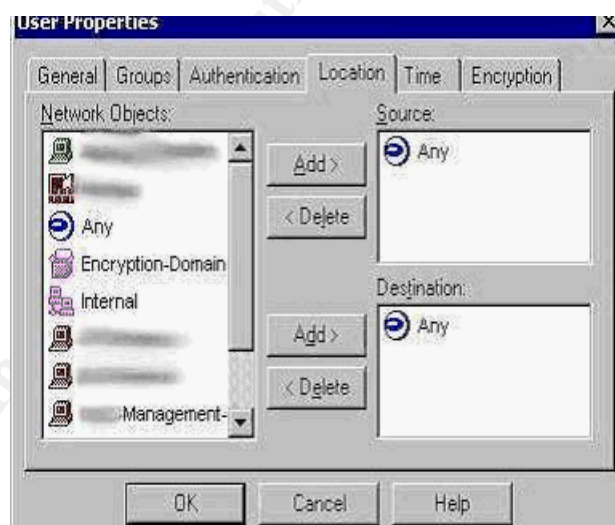 User Properties
General Groups Authentication Location Time Encryption
Network Objects:
Any
Encryption-Domain
Internal
Management-
Add >
< Delete
Add >
< Delete
Source:
Any
Destination:
Any
OK Cancel Help